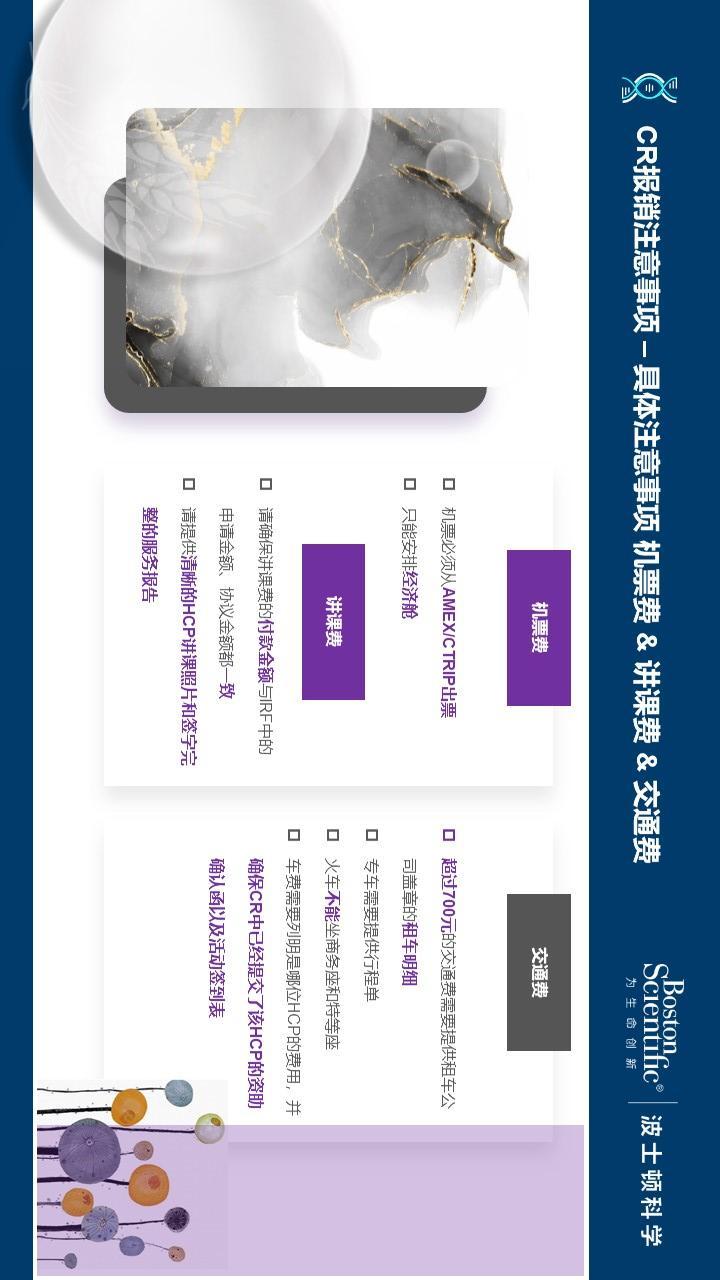 CR报销注意事项 – 具体注意事项 机票费 & 讲课费 & 交通费
Boston
Scientific®
为生命创新
波士顿科学
机票费
机票必须从AMEX/CTRIP出票
只能安排经济舱
讲课费
请确保讲课费的付款金额与IRF中的
申请金额、协议金额都一致
请提供清晰的HCP讲课照片和签字完
整的服务报告
交通费
超过700元的交通费需要提供租车公
司盖章的租车明细
专车需要提供行程单
火车不能坐商务座和特等座
车费需要列明是哪位HCP的费用，并
确保CR中已经提交了该HCP的资助
确认函以及活动签到表